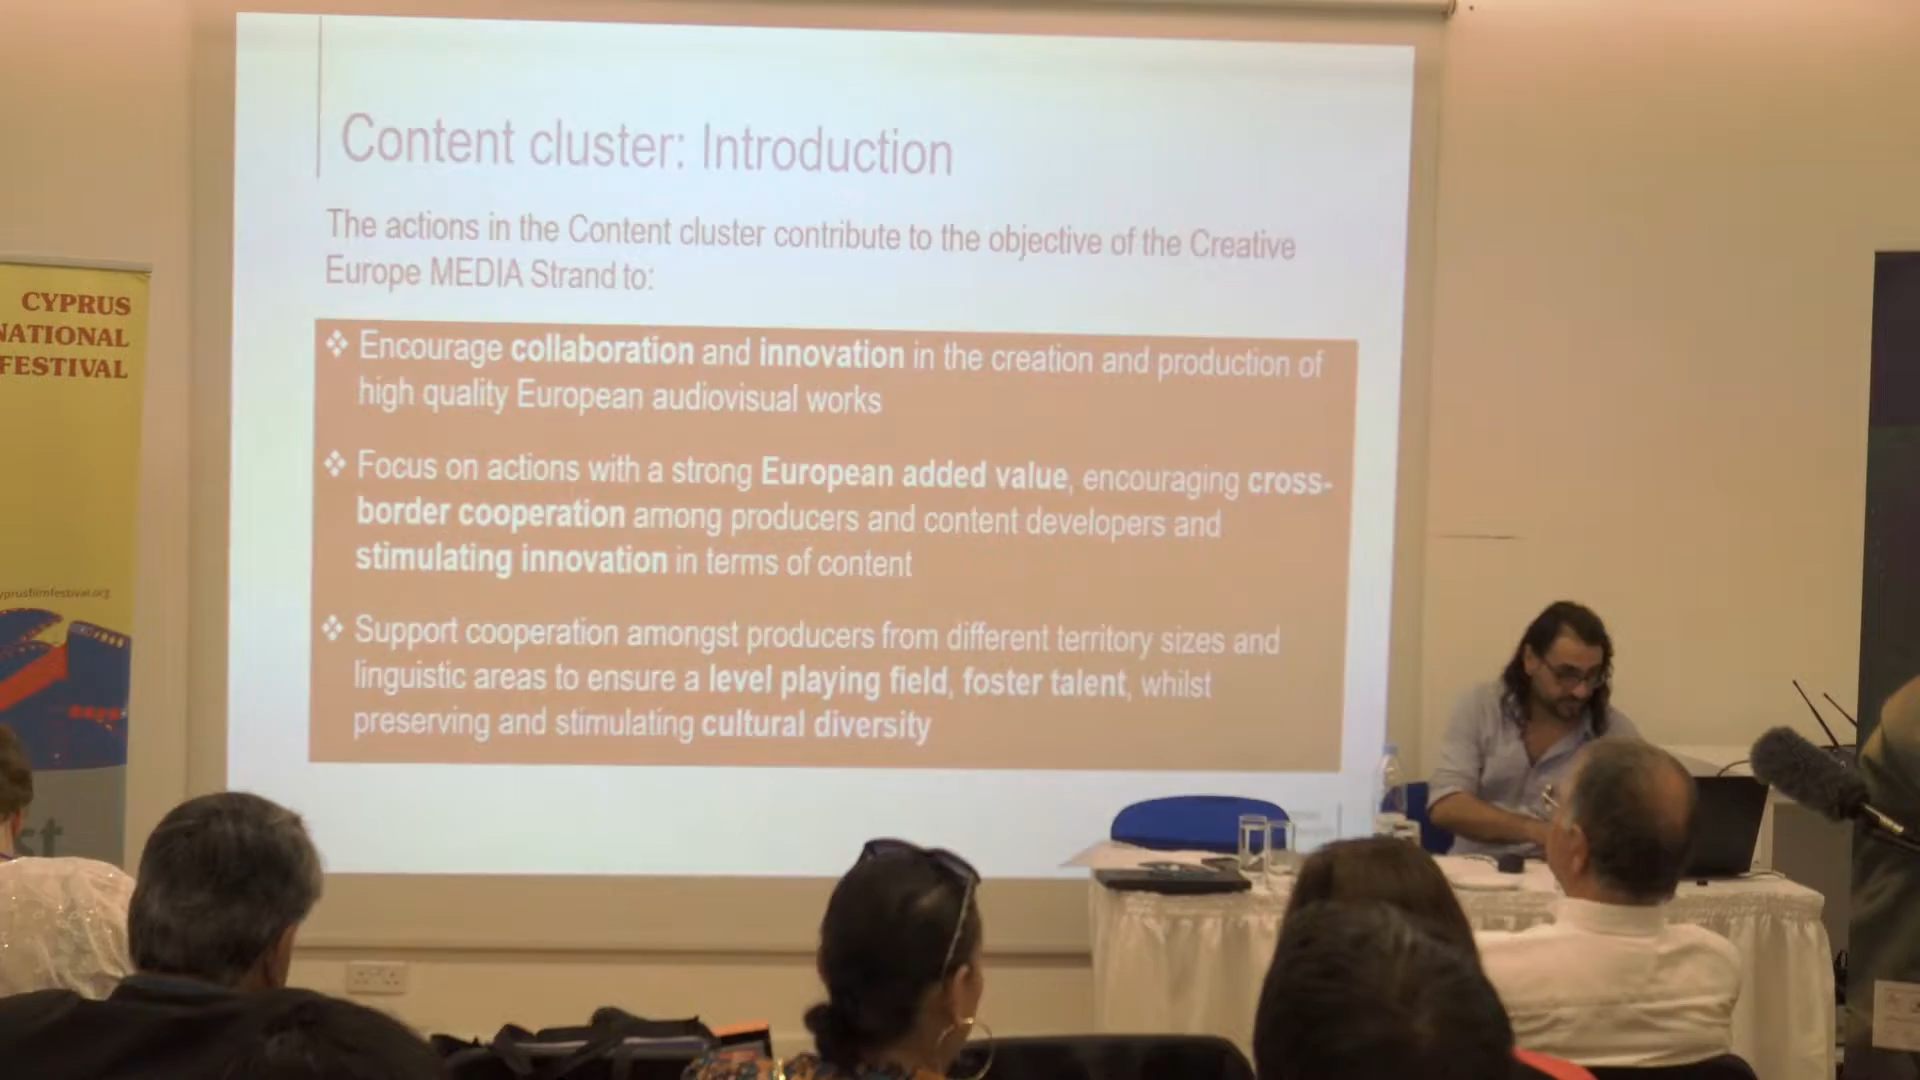 Content cluster: Introduction
The actions in the Content cluster contribute to the objective of the Creative
Europe MEDIA Strand to:
❖ Encourage collaboration and innovation in the creation and production of
high quality European audiovisual works
❖ Focus on actions with a strong European added value, encouraging cross-
border cooperation among producers and content developers and
stimulating innovation in terms of content
❖ Support cooperation amongst producers from different territory sizes and
linguistic areas to ensure a level playing field, foster talent, whilst
preserving and stimulating cultural diversity
CYPRUS
NATIONAL
FESTIVAL
yprusfilmfestival.org
st